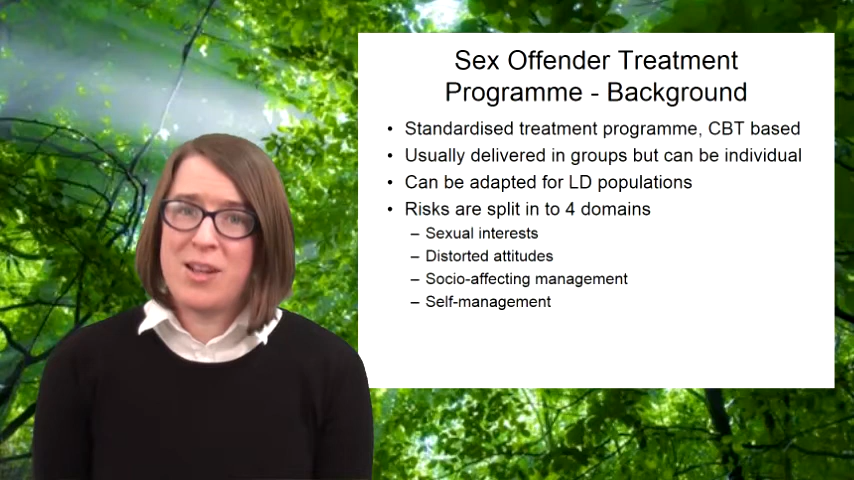 Sex Offender Treatment
Programme - Background
• Standardised treatment programme, CBT based
• Usually delivered in groups but can be individual
• Can be adapted for LD populations
• Risks are split in to 4 domains
– Sexual interests
– Distorted attitudes
– Socio-affecting management
– Self-management